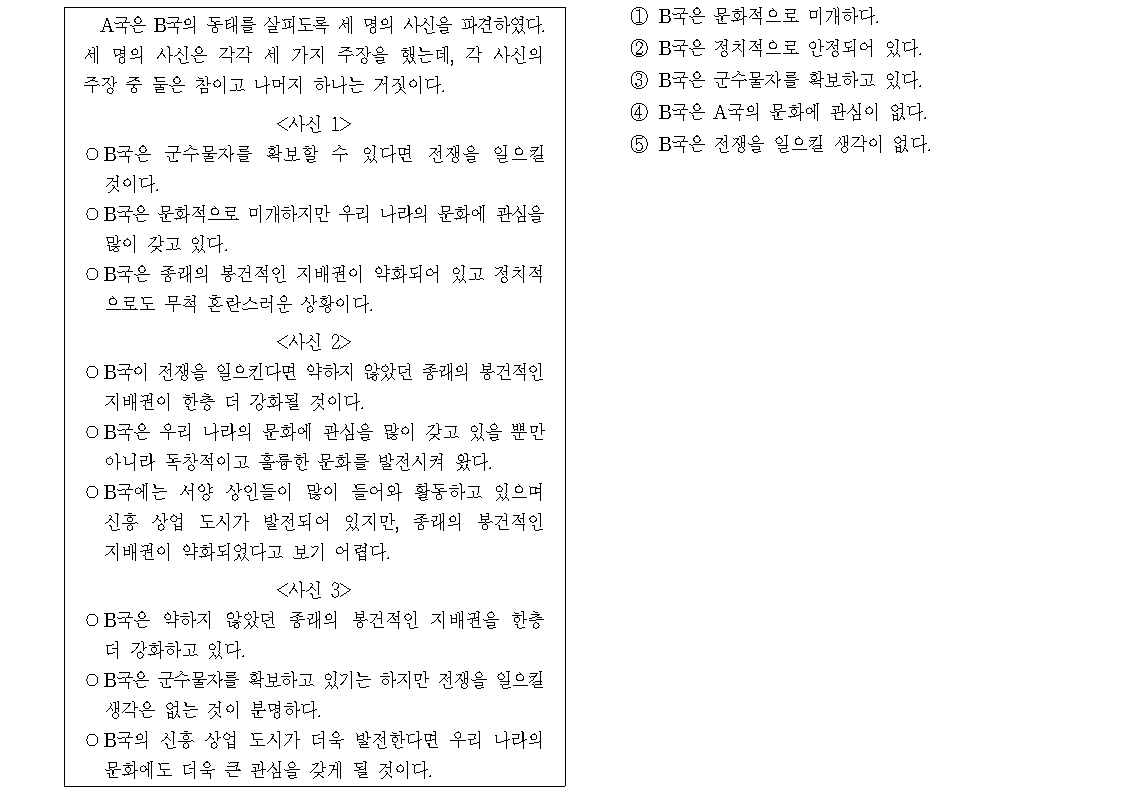 A국은 B국의 동태를 살피도록 세 명의 사신을 파견하였다.
세 명의 사신은 각각 세 가지 주장을 했는데, 각 사신의
주장 중 둘은 참이고 나머지 하나는 거짓이다.
<사신 1>
○ B국은 군수물자를 확보할 수 있다면 전쟁을 일으킬
것이다.
○ B국은 문화적으로 미개하지만 우리 나라의 문화에 관심을
많이 갖고 있다.
○ B국은 종래의 봉건적인 지배권이 약화되어 있고 정치적
으로도 무척 혼란스러운 상황이다.
<사신 2>
○ B국이 전쟁을 일으킨다면 약하지 않았던 종래의 봉건적인
지배권이 한층 더 강화될 것이다.
○ B국은 우리 나라의 문화에 관심을 많이 갖고 있을 뿐만
아니라 독창적이고 훌륭한 문화를 발전시켜 왔다.
○ B국에는 서양 상인들이 많이 들어와 활동하고 있으며
신흥 상업 도시가 발전되어 있지만, 종래의 봉건적인
지배권이 약화되었다고 보기 어렵다.
<사신 3>
○ B국은 약하지 않았던 종래의 봉건적인 지배권을 한층
더 강화하고 있다.
○ B국은 군수물자를 확보하고 있기는 하지만 전쟁을 일으킬
생각은 없는 것이 분명하다.
○ B국의 신흥 상업 도시가 더욱 발전한다면 우리 나라의
문화에도 더욱 큰 관심을 갖게 될 것이다.
① B국은 문화적으로 미개하다.
② B국은 정치적으로 안정되어 있다.
③ B국은 군수물자를 확보하고 있다.
④ B국은 A국의 문화에 관심이 없다.
⑤ B국은 전쟁을 일으킬 생각이 없다.